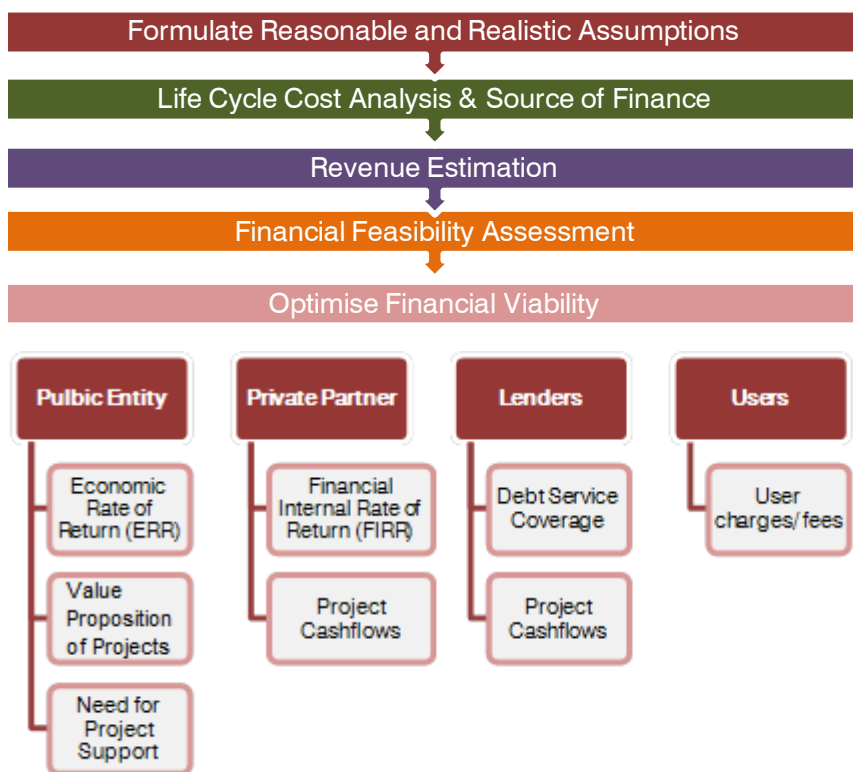 Formulate Reasonable and Realistic Assumptions
Life Cycle Cost Analysis & Source of Finance
Revenue Estimation
Financial Feasibility Assessment
Optimise Financial Viability
Pulbic Entity
Economic
Rate of
Return (ERR)
Value
Proposition
of Projects
Need for
Project
Support
Private Partner
Financial
Internal Rate of
Return (FIRR)
Project
Cashflows
Lenders
Debt Service
Coverage
Project
Cashflows
Users
User
charges/fees